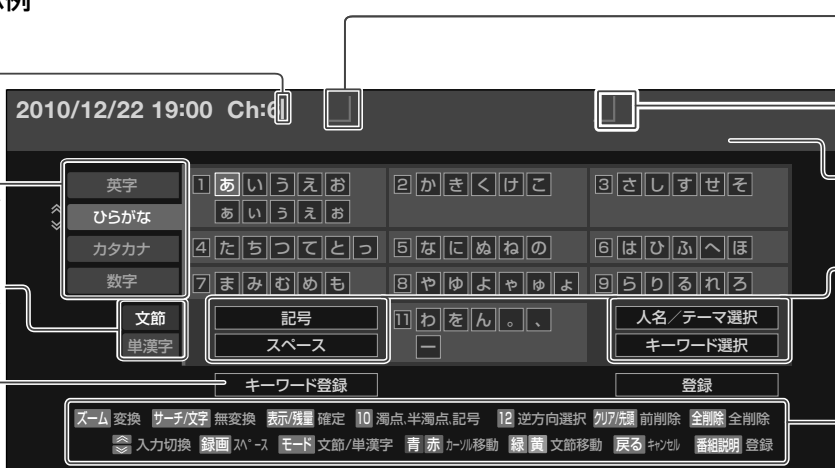 例
2010/12/22 19:00 Ch:6
英字
ひらがな
カタカナ
数字
1 あ い う え お
ぁ ぃ ぅ ぇ ぉ
2 か き く け こ
3 さ し す せ そ
4 た ち つ て と っ
5 な に ぬ ね の
6 は ひ ふ へ ほ
7 ま み む め も
8 や ゆ よ ゃ ゅ ょ
9 ら り る れ ろ
文節
単漢字
記号
スペース
11 わ を ん 。 、
ー
人名/テーマ選択
キーワード選択
キーワード登録
登録
ズーム 変換 サーチ/文字 無変換 表示/残量 確定 10 濁点、半濁点、記号 12 逆方向選択 クリア/先頭 前削除 全削除 全削除
入力切換 録画 スペース モード 文節/単漢字 青 赤 カーソル移動 緑 黄 文節移動 戻る キャンセル 番組説明 登録